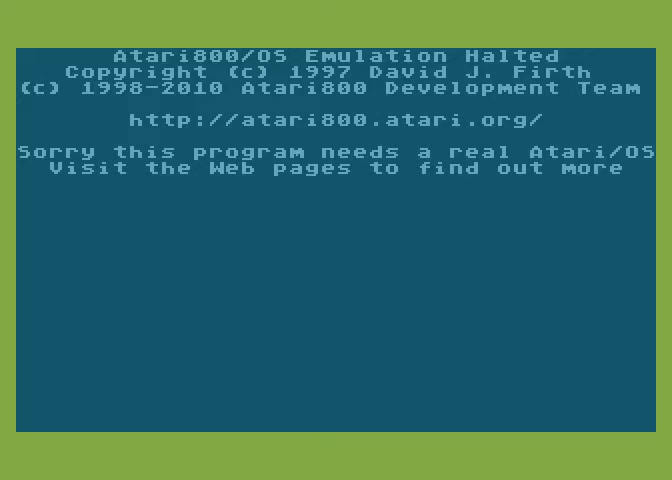 Atari800/OS Emulation Halted
Copyright (c) 1997 David J. Firth
(c) 1998-2010 Atari800 Development Team
http://atari800.atari.org/
Sorry this program needs a real Atari/OS
Visit the Web pages to find out more